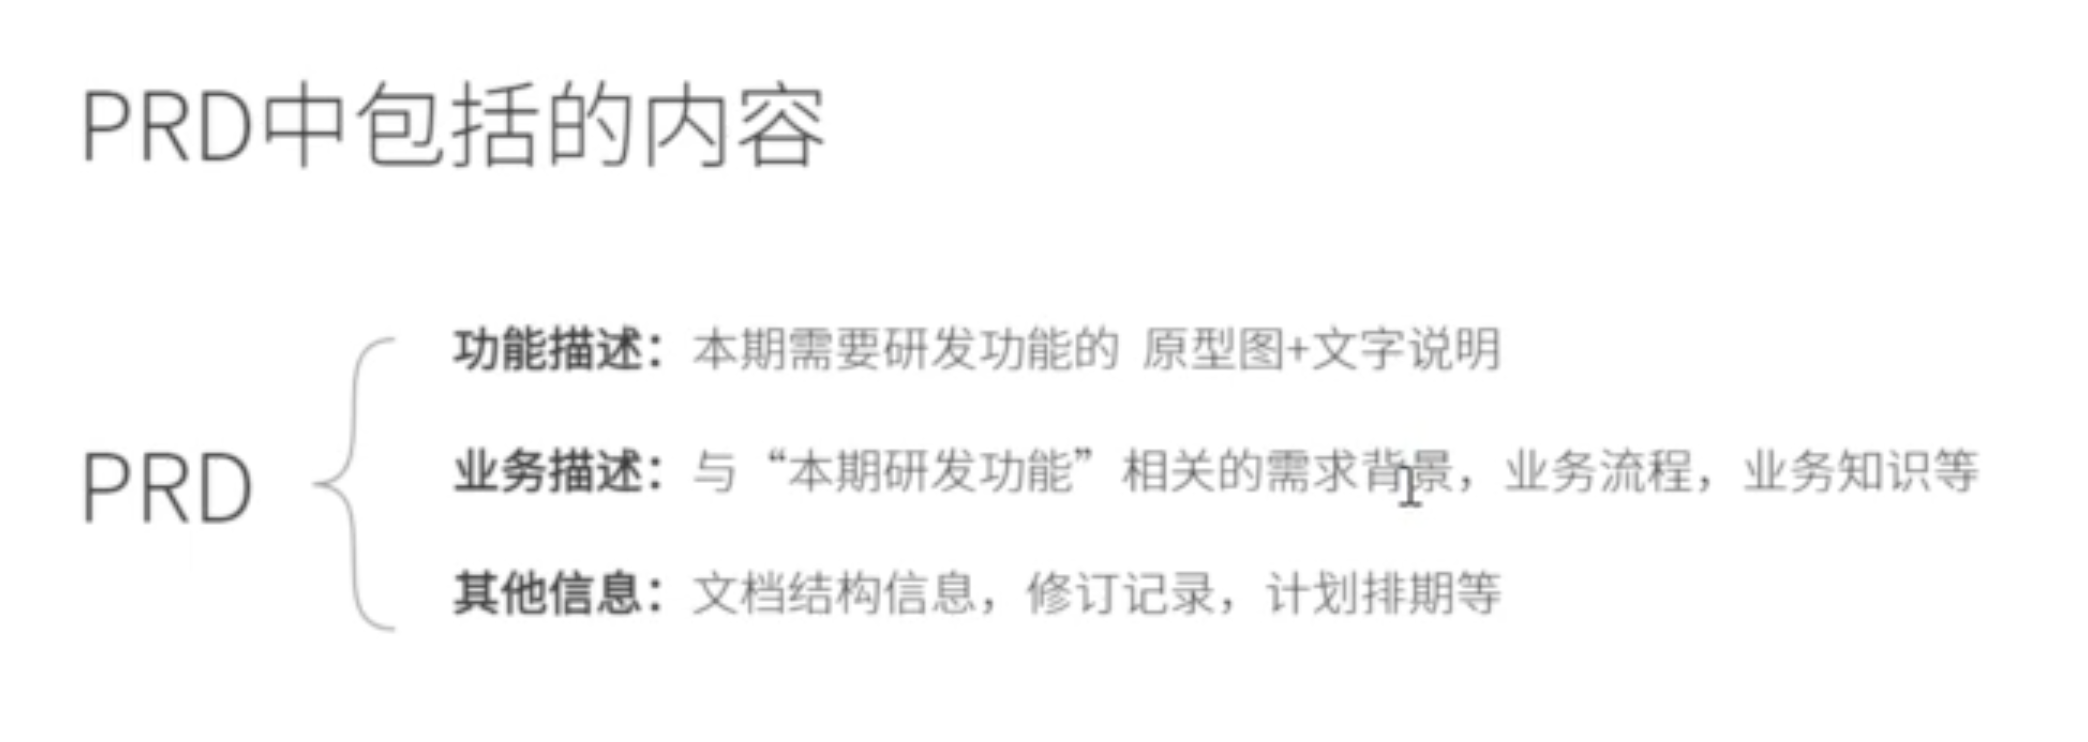 PRD中包括的内容
功能描述：本期需要研发功能的 原型图+文字说明
PRD
业务描述：与“本期研发功能”相关的需求背景，业务流程，业务知识等
其他信息：文档结构信息，修订记录，计划排期等